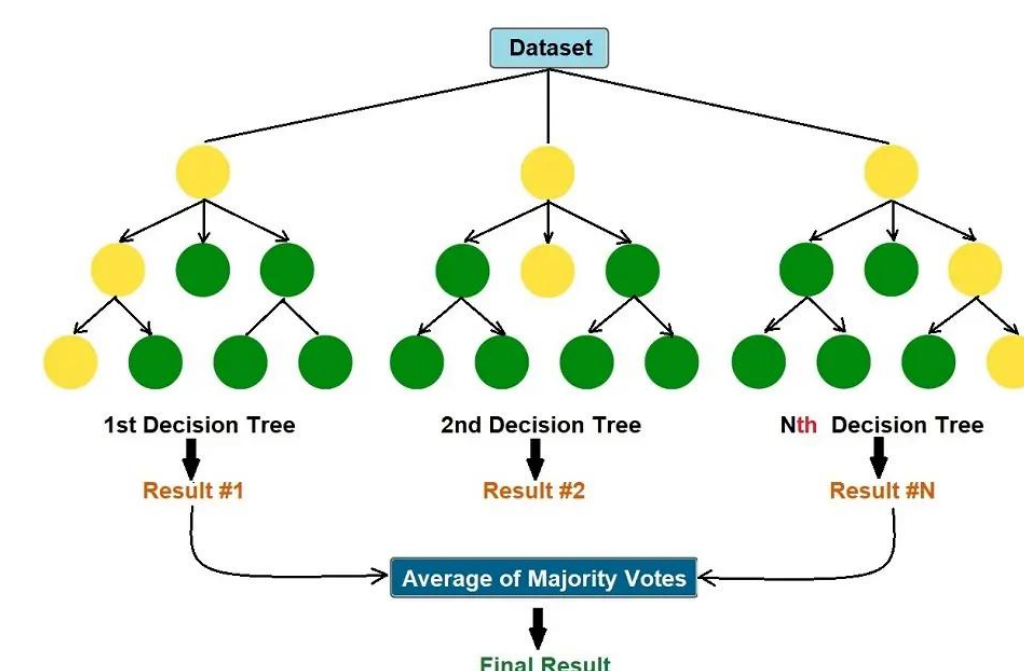 Dataset
1st Decision Tree
2nd Decision Tree
Nth Decision Tree
Result #1
Result #2
Result #N
Average of Majority Votes
Final Result